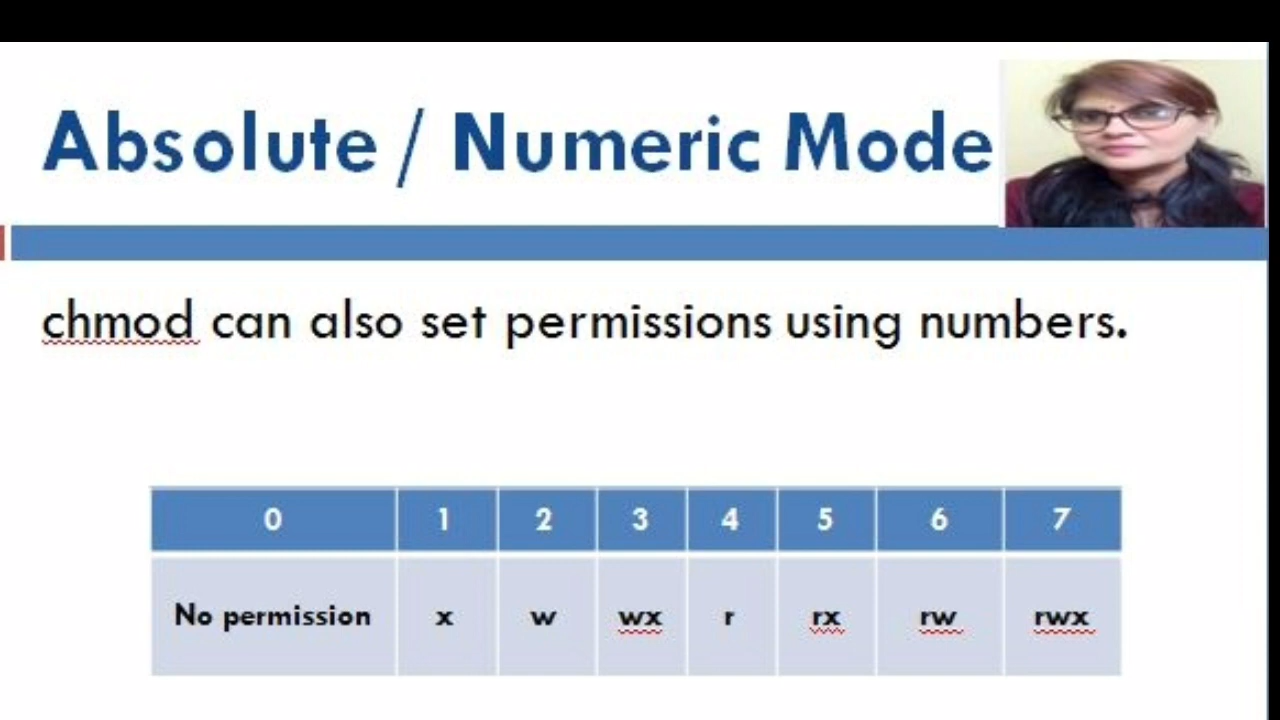 Absolute / Numeric Mode
chmod can also set permissions using numbers.
0 1 2 3 4 5 6 7
No permission x w wx r rx rw rwx